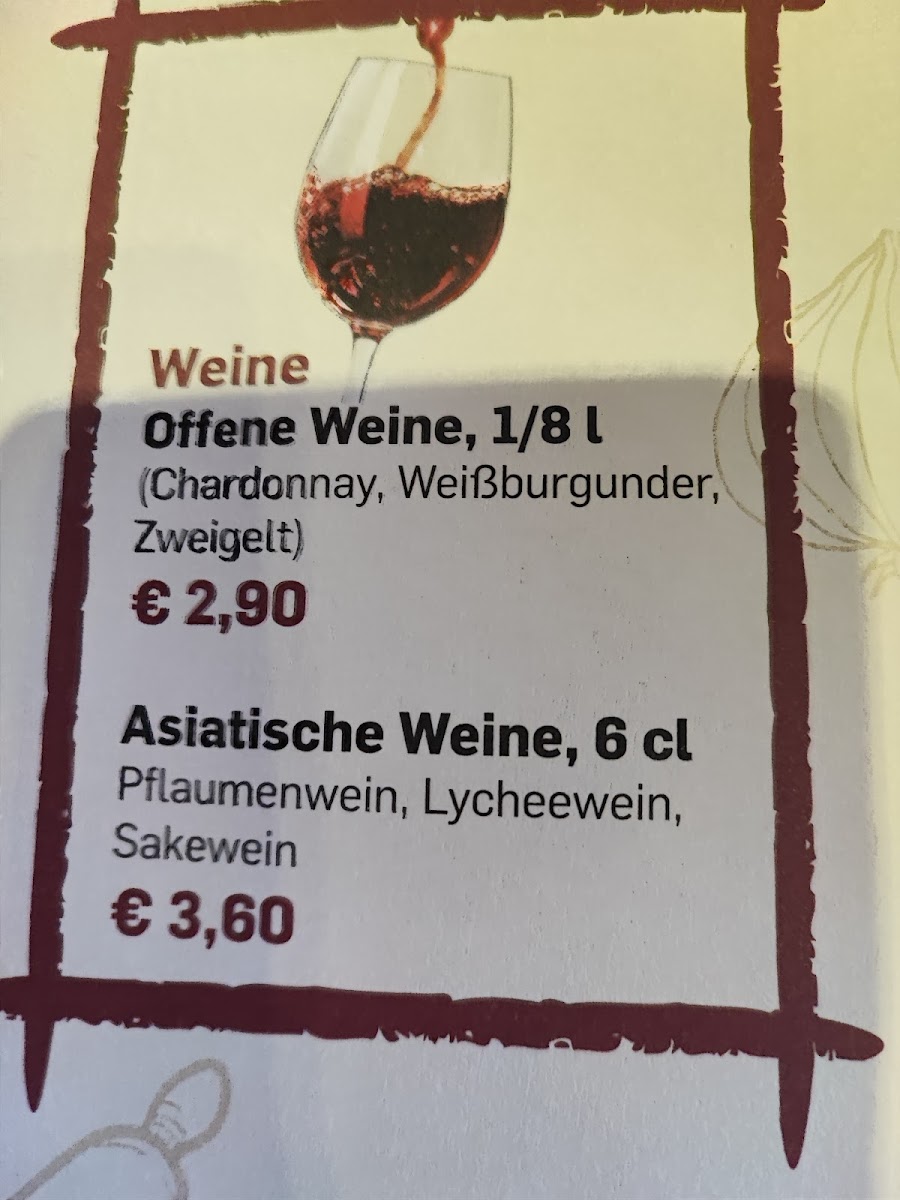 Weine
Offene Weine, 1/8 l
(Chardonnay, Weißburgunder,
Zweigelt)
€ 2,90
Asiatische Weine, 6 cl
Pflaumenwein, Lycheewein,
Sakewein
€ 3,60